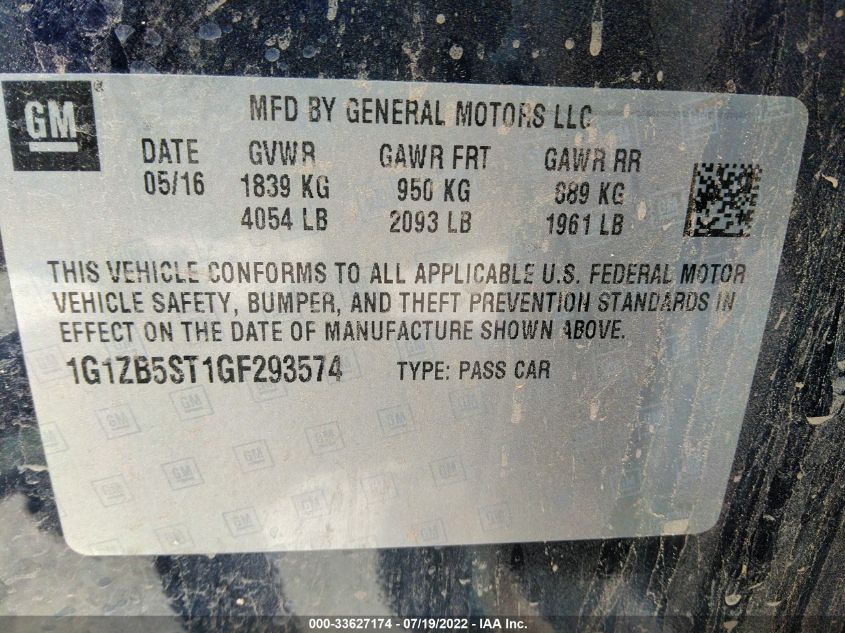 GM
MFD BY GENERAL MOTORS LLC
DATE GVWR GAWR FRT GAWR RR
05/16 1839 KG 950 KG 889 KG
4054 LB 2093 LB 1961 LB
THIS VEHICLE CONFORMS TO ALL APPLICABLE U.S. FEDERAL MOTOR
VEHICLE SAFETY, BUMPER, AND THEFT PREVENTION STANDARDS IN
EFFECT ON THE DATE OF MANUFACTURE SHOWN ABOVE.
1G1ZB5ST1GF293574 TYPE: PASS CAR
000-33627174 - 07/19/2022 - IAA Inc.